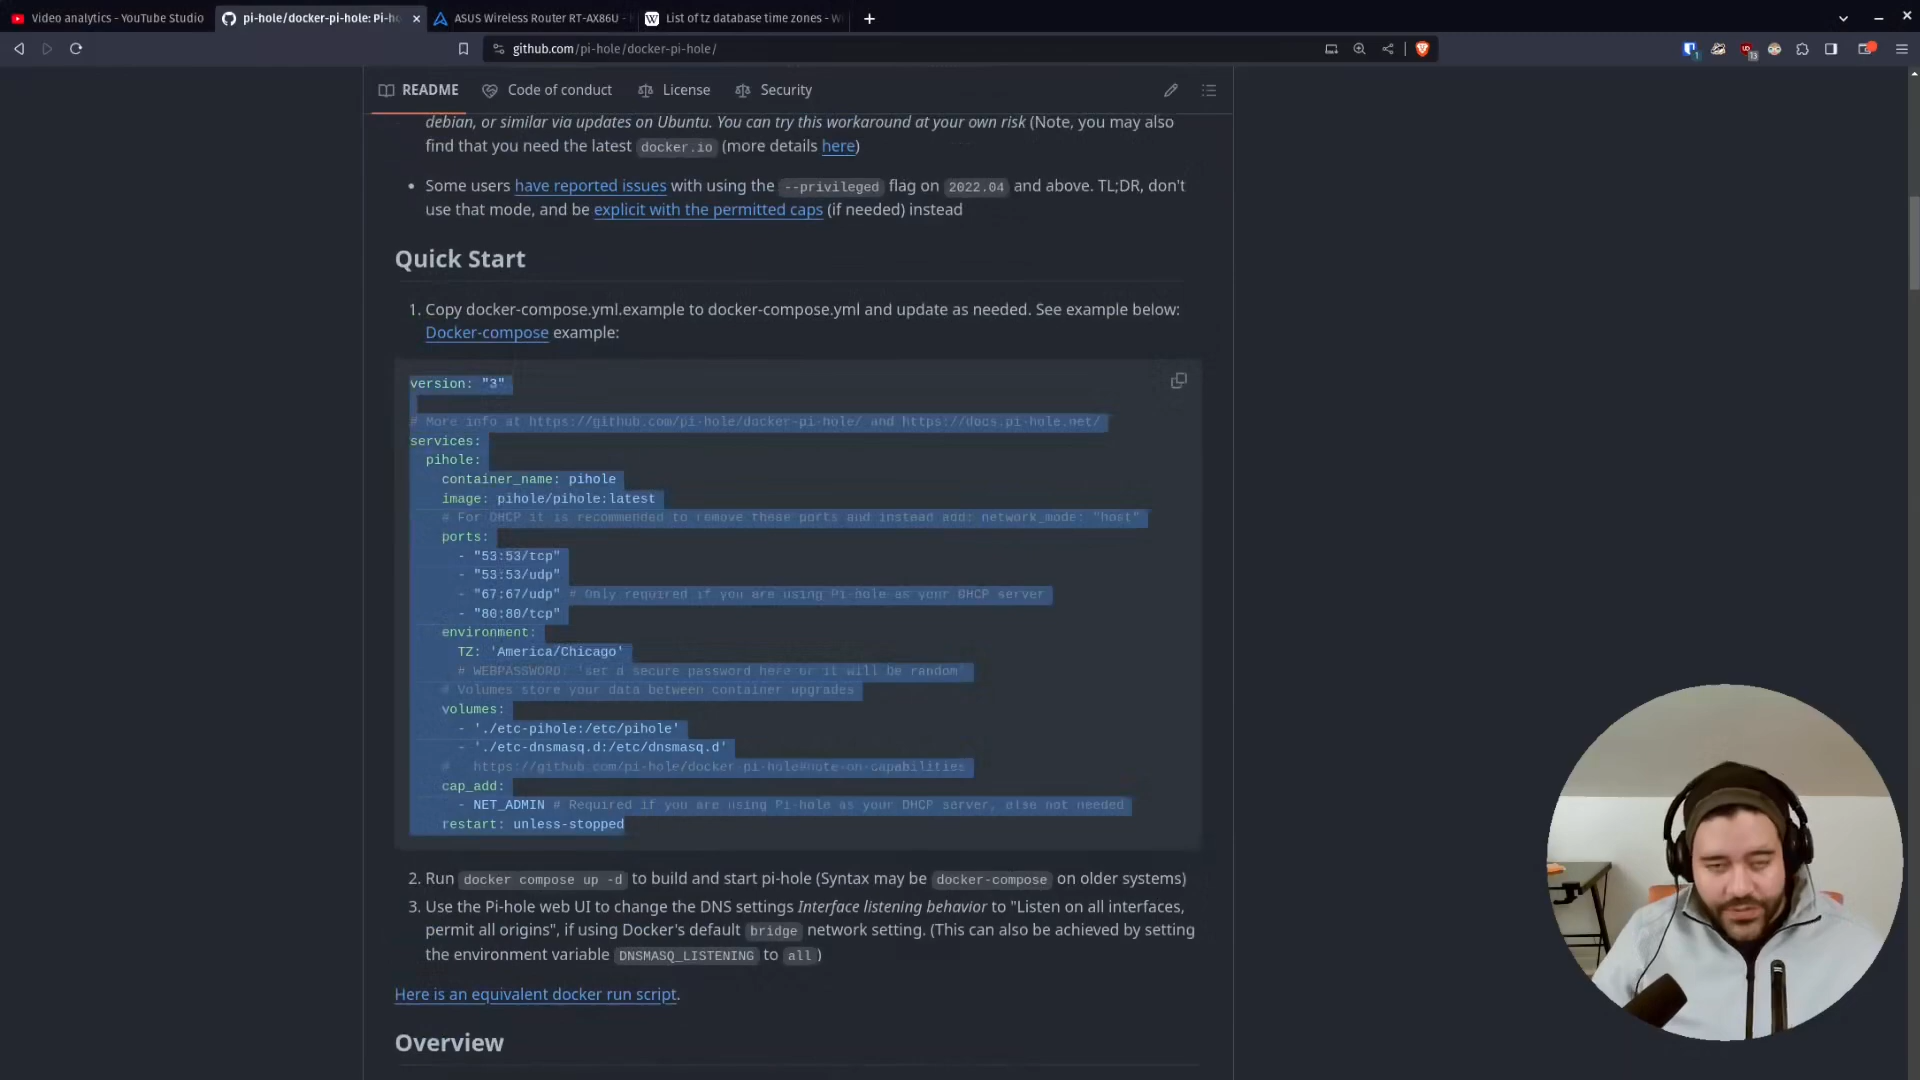 Video analytics - YouTube Studio
pi-hole/docker-pi-hole: Pi-ho
ASUS Wireless Router RT-AX86U -
List of tz database time zones - W
github.com/pi-hole/docker-pi-hole/
1
13
README
Code of conduct
License
Security
debian, or similar via updates on Ubuntu. You can try this workaround at your own risk (Note, you may also
find that you need the latest docker.io (more details here)
• Some users have reported issues with using the --privileged flag on 2022.04 and above. TL;DR, don't
use that mode, and be explicit with the permitted caps (if needed) instead
Quick Start
1. Copy docker-compose.yml.example to docker-compose.yml and update as needed. See example below:
Docker-compose example:
version: "3"
# More info at https://github.com/pi-hole/docker-pi-hole/ and https://docs.pi-hole.net/
services:
pihole:
container_name: pihole
image: pihole/pihole:latest
# For DHCP it is recommended to remove these ports and instead add: network_mode: "host"
ports:
- "53:53/tcp"
- "53:53/udp"
- "67:67/udp" # Only required if you are using Pi-hole as your DHCP server
- "80:80/tcp"
environment:
TZ: 'America/Chicago'
# WEBPASSWORD: 'set a secure password here or it will be random'
# Volumes store your data between container upgrades
volumes:
- './etc-pihole:/etc/pihole'
- './etc-dnsmasq.d:/etc/dnsmasq.d'
# https://github.com/pi-hole/docker-pi-hole#note-on-capabilities
cap_add:
- NET_ADMIN # Required if you are using Pi-hole as your DHCP server, else not needed
restart: unless-stopped
2. Run docker compose up -d to build and start pi-hole (Syntax may be docker-compose on older systems)
3. Use the Pi-hole web UI to change the DNS settings Interface listening behavior to "Listen on all interfaces,
permit all origins", if using Docker's default bridge network setting. (This can also be achieved by setting
the environment variable DNSMASQ_LISTENING to all )
Here is an equivalent docker run script.
Overview